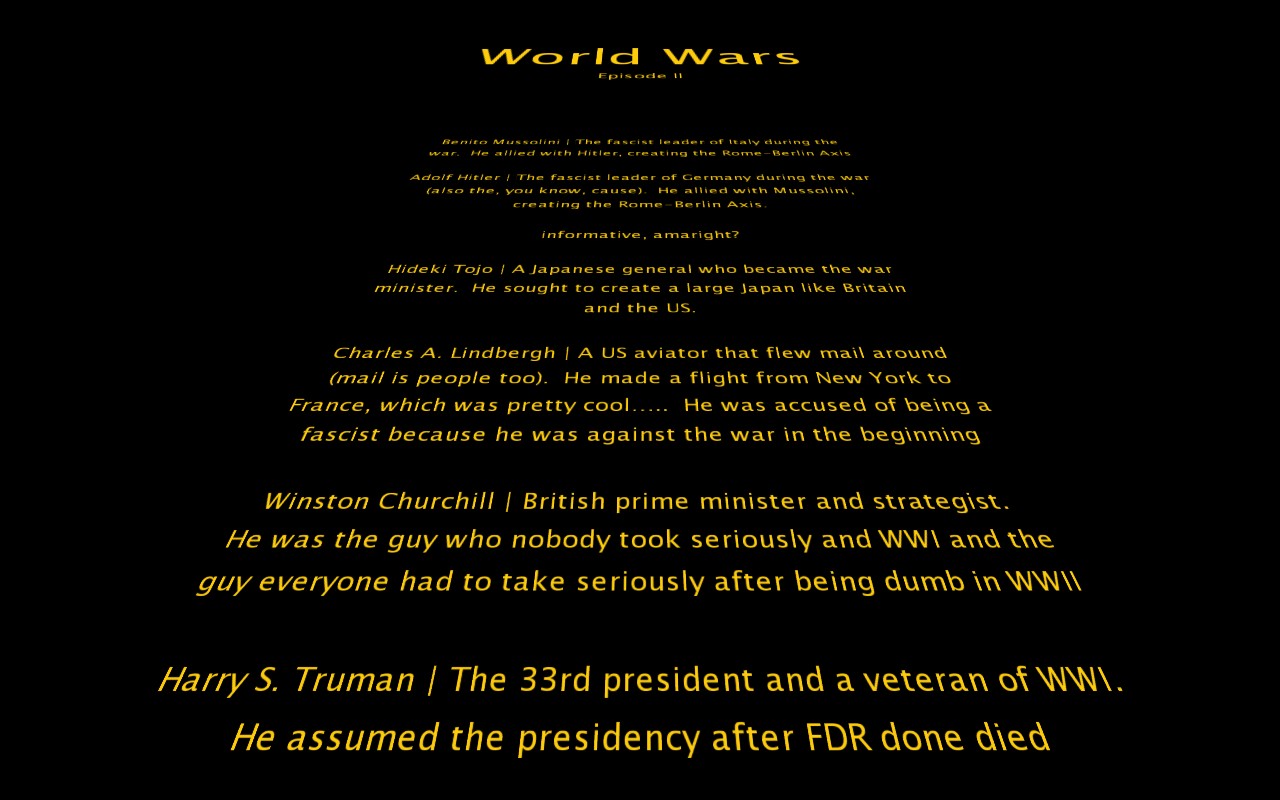 World Wars
Episode II
Benito Mussolini | The fascist leader of Italy during the
war.  He allied with Hitler, creating the Rome-Berlin Axis
Adolf Hitler | The fascist leader of Germany during the war
(also the, you know, cause).  He allied with Mussolini,
creating the Rome-Berlin Axis.
informative, amaright?
Hideki Tojo | A Japanese general who became the war
minister.  He sought to create a large Japan like Britain
and the US.
Charles A. Lindbergh | A US aviator that flew mail around
(mail is people too).  He made a flight from New York to
France, which was pretty cool.....  He was accused of being a
fascist because he was against the war in the beginning
Winston Churchill | British prime minister and strategist.
He was the guy who nobody took seriously and WWI and the
guy everyone had to take seriously after being dumb in WWII
Harry S. Truman | The 33rd president and a veteran of WWI.
He assumed the presidency after FDR done died